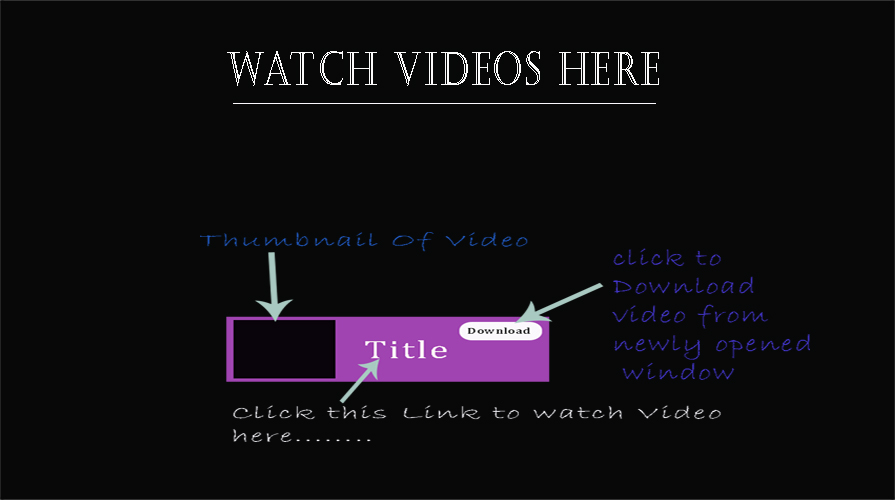 WATCH VIDEOS HERE
Thumbnail Of Video
click to
Download
Video from
newly opened
window
Download
Title
Click this Link to watch Video
here........